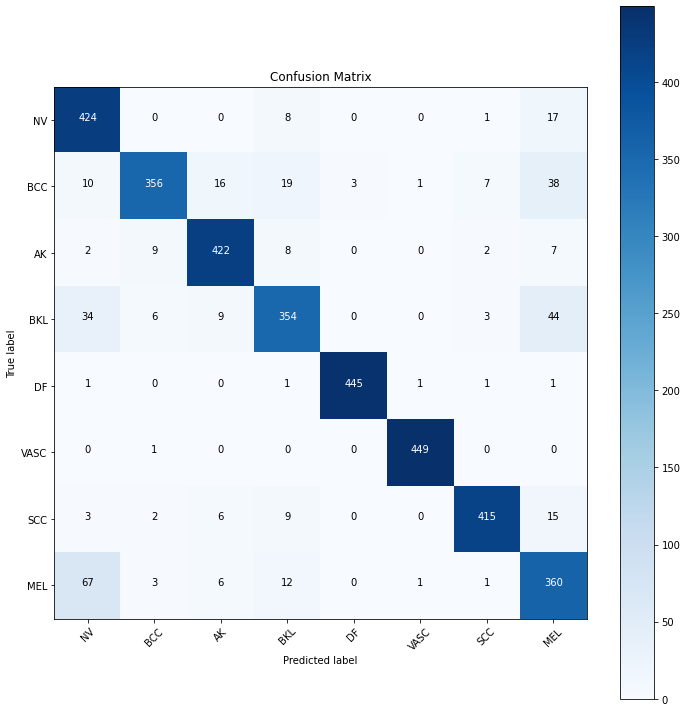 Confusion Matrix
NV 424 0 0 8 0 0 1 17
BCC 10 356 16 19 3 1 7 38
AK 2 9 422 8 0 0 2 7
BKL 34 6 9 354 0 0 3 44
DF 1 0 0 1 445 1 1 1
VASC 0 1 0 0 0 449 0 0
SCC 3 2 6 9 0 0 415 15
MEL 67 3 6 12 0 1 1 360
True label
NV BCC AK BKL DF VASC SCC MEL
Predicted label
400
350
300
250
200
150
100
50
0